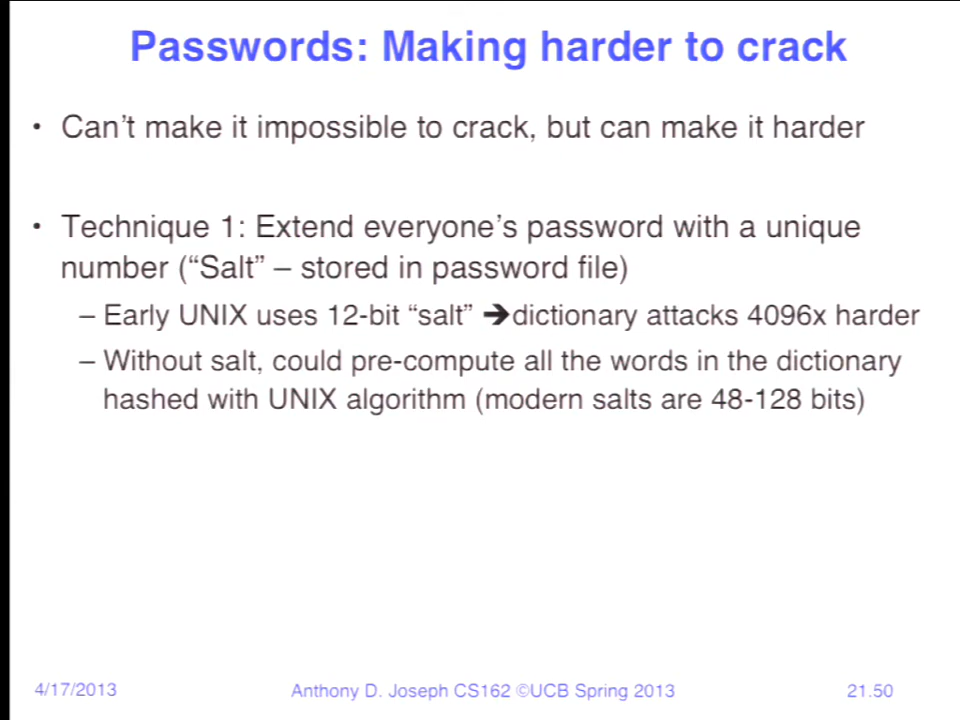 Passwords: Making harder to crack
• Can't make it impossible to crack, but can make it harder
• Technique 1: Extend everyone's password with a unique
number ("Salt" – stored in password file)
– Early UNIX uses 12-bit "salt" ➔dictionary attacks 4096x harder
– Without salt, could pre-compute all the words in the dictionary
hashed with UNIX algorithm (modern salts are 48-128 bits)
4/17/2013
Anthony D. Joseph CS162 ©UCB Spring 2013
21.50